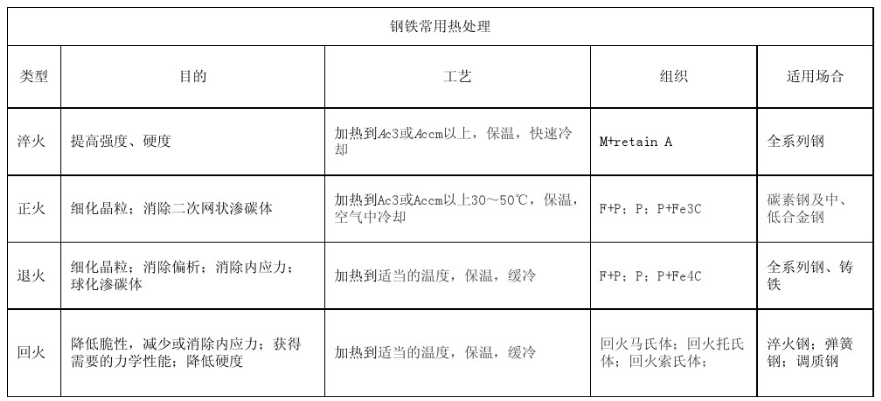 钢铁常用热处理
类型 目的 工艺 组织 适用场合
淬火 提高强度、硬度 加热到Ac3或Accm以上，保温，快速冷
却 M+retain A 全系列钢
正火 细化晶粒；消除二次网状渗碳体 加热到Ac3或Accm以上30～50℃，保温，
空气中冷却 F+P；P；P+Fe3C 碳素钢及中、
低合金钢
退火 细化晶粒；消除偏析；消除内应力；
球化渗碳体 加热到适当的温度，保温，缓冷 F+P；P；P+Fe4C 全系列钢、铸
铁
回火 降低脆性，减少或消除内应力；获得
需要的力学性能；降低硬度 加热到适当的温度，保温，缓冷 回火马氏体；回火托氏
体；回火索氏体； 淬火钢；弹簧
钢；调质钢